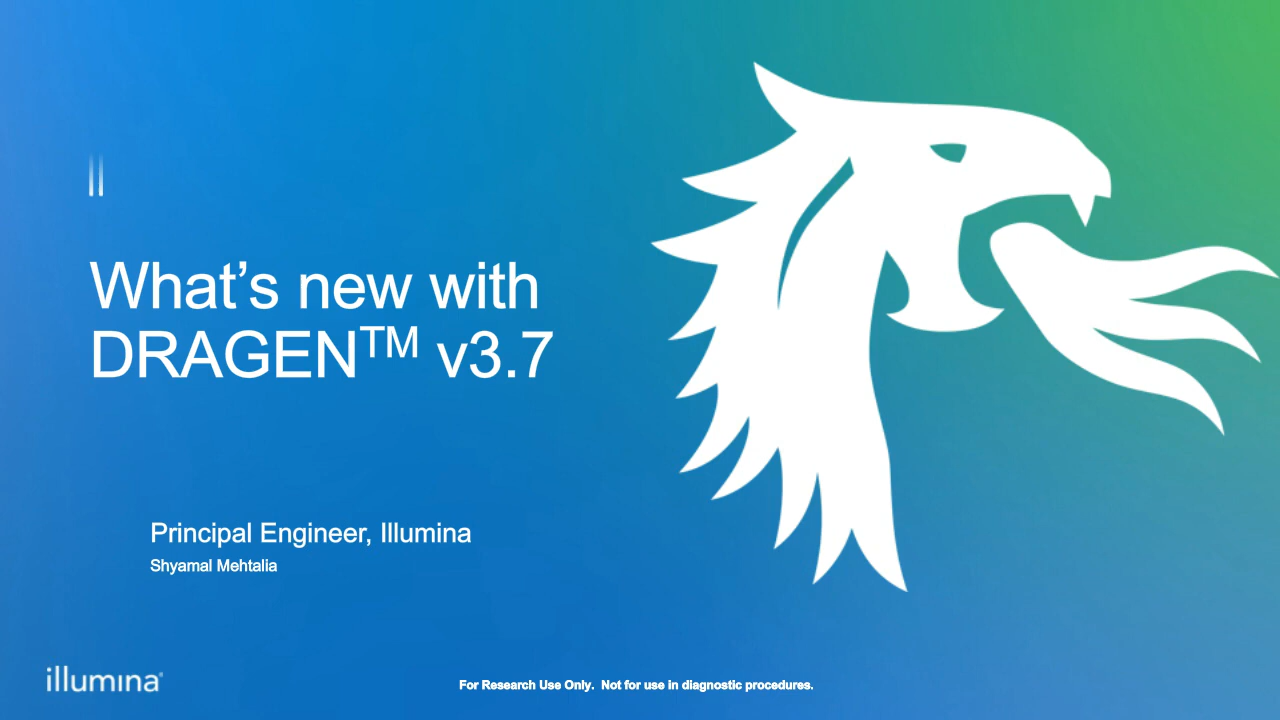 What’s new with
DRAGEN™ v3.7
Principal Engineer, Illumina
Shyamal Mehtalia
illumina®
For Research Use Only. Not for use in diagnostic procedures.